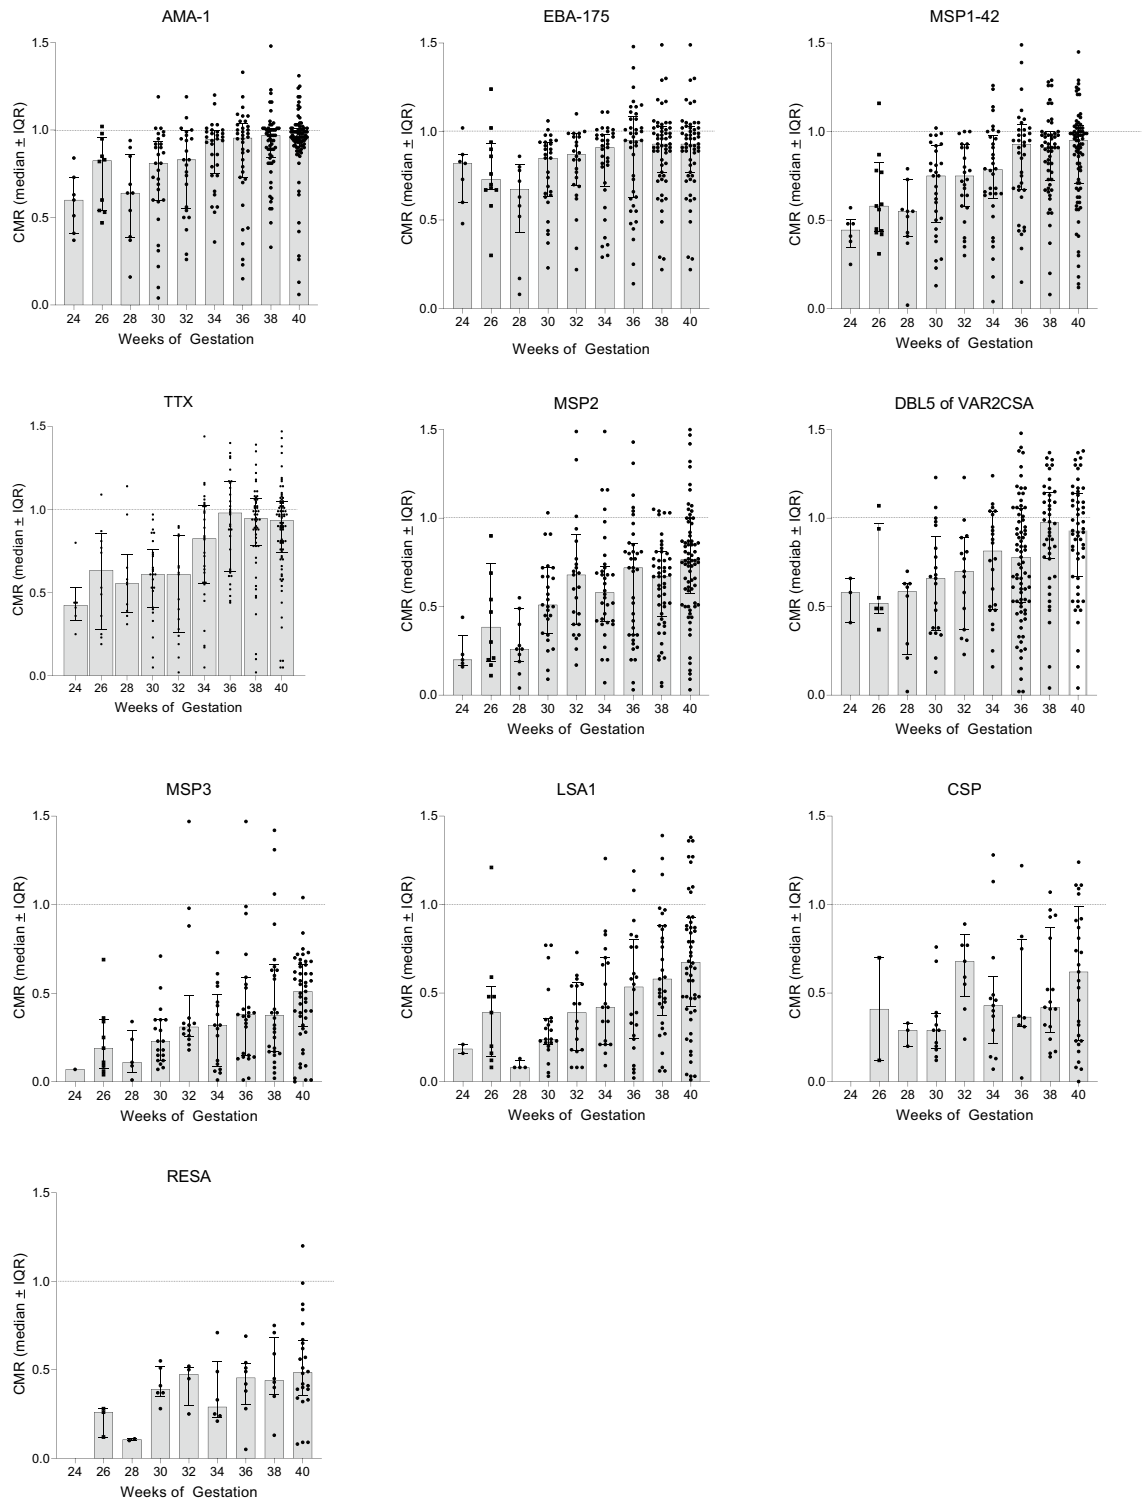 AMA-1
1.5
1.0
0.5
0.0
CMR (median ± IQR)
24 26 28 30 32 34 36 38 40
Weeks of Gestation
EBA-175
1.5
1.0
0.5
0.0
CMR (median ± IQR)
24 26 28 30 32 34 36 38 40
Weeks of Gestation
MSP1-42
1.5
1.0
0.5
0.0
CMR (median ± IQR)
24 26 28 30 32 34 36 38 40
Weeks of Gestation
TTX
1.5
1.0
0.5
0.0
CMR (median ± IQR)
24 26 28 30 32 34 36 38 40
Weeks of Gestation
MSP2
1.5
1.0
0.5
0.0
CMR (median ± IQR)
24 26 28 30 32 34 36 38 40
Weeks of Gestation
DBL5 of VAR2CSA
1.5
1.0
0.5
0.0
CMR (mediab ± IQR)
24 26 28 30 32 34 36 38 40
Weeks of Gestation
MSP3
1.5
1.0
0.5
0.0
CMR (median ± IQR)
24 26 28 30 32 34 36 38 40
Weeks of Gestation
LSA1
1.5
1.0
0.5
0.0
CMR (median ± IQR)
24 26 28 30 32 34 36 38 40
Weeks of Gestation
CSP
1.5
1.0
0.5
0.0
CMR (median ± IQR)
24 26 28 30 32 34 36 38 40
Weeks of Gestation
RESA
1.5
1.0
0.5
0.0
CMR (median ± IQR)
24 26 28 30 32 34 36 38 40
Weeks of Gestation